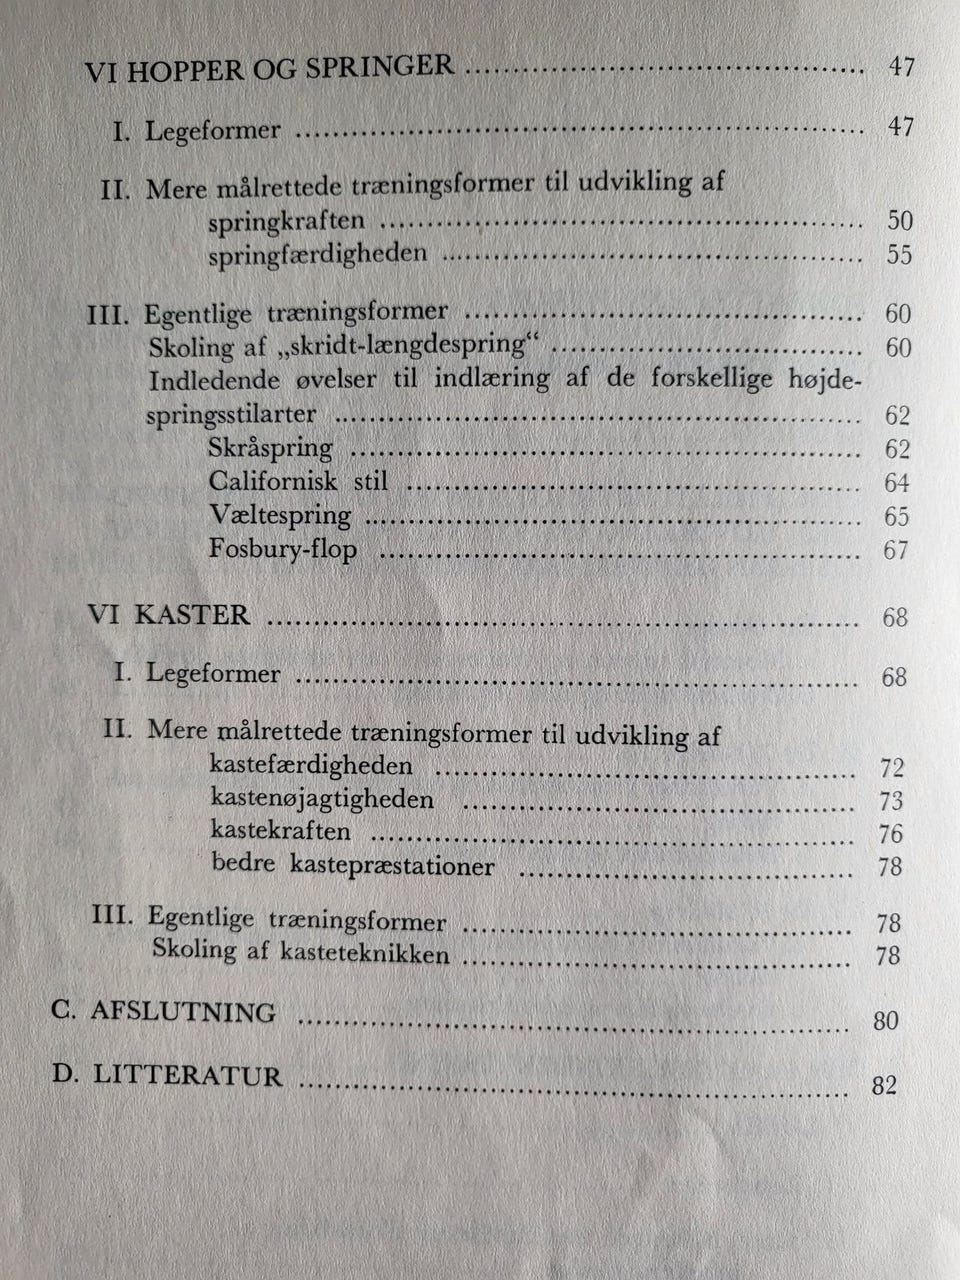 VI HOPPER OG SPRINGER .......... 47
I. Legeformer .......... 47
II. Mere målrettede træningsformer til udvikling af
springkraften .......... 50
springfærdigheden .......... 55
III. Egentlige træningsformer .......... 60
Skoling af „skridt-længdespring“ .......... 60
Indledende øvelser til indlæring af de forskellige højde-
springsstilarter .......... 62
Skråspring .......... 62
Californisk stil .......... 64
Væltespring .......... 65
Fosbury-flop .......... 67
VI KASTER .......... 68
I. Legeformer .......... 68
II. Mere målrettede træningsformer til udvikling af
kastefærdigheden .......... 72
kastenøjagtigheden .......... 73
kastekraften .......... 76
bedre kastepræstationer .......... 78
III. Egentlige træningsformer .......... 78
Skoling af kasteteknikken .......... 78
C. AFSLUTNING .......... 80
D. LITTERATUR .......... 82